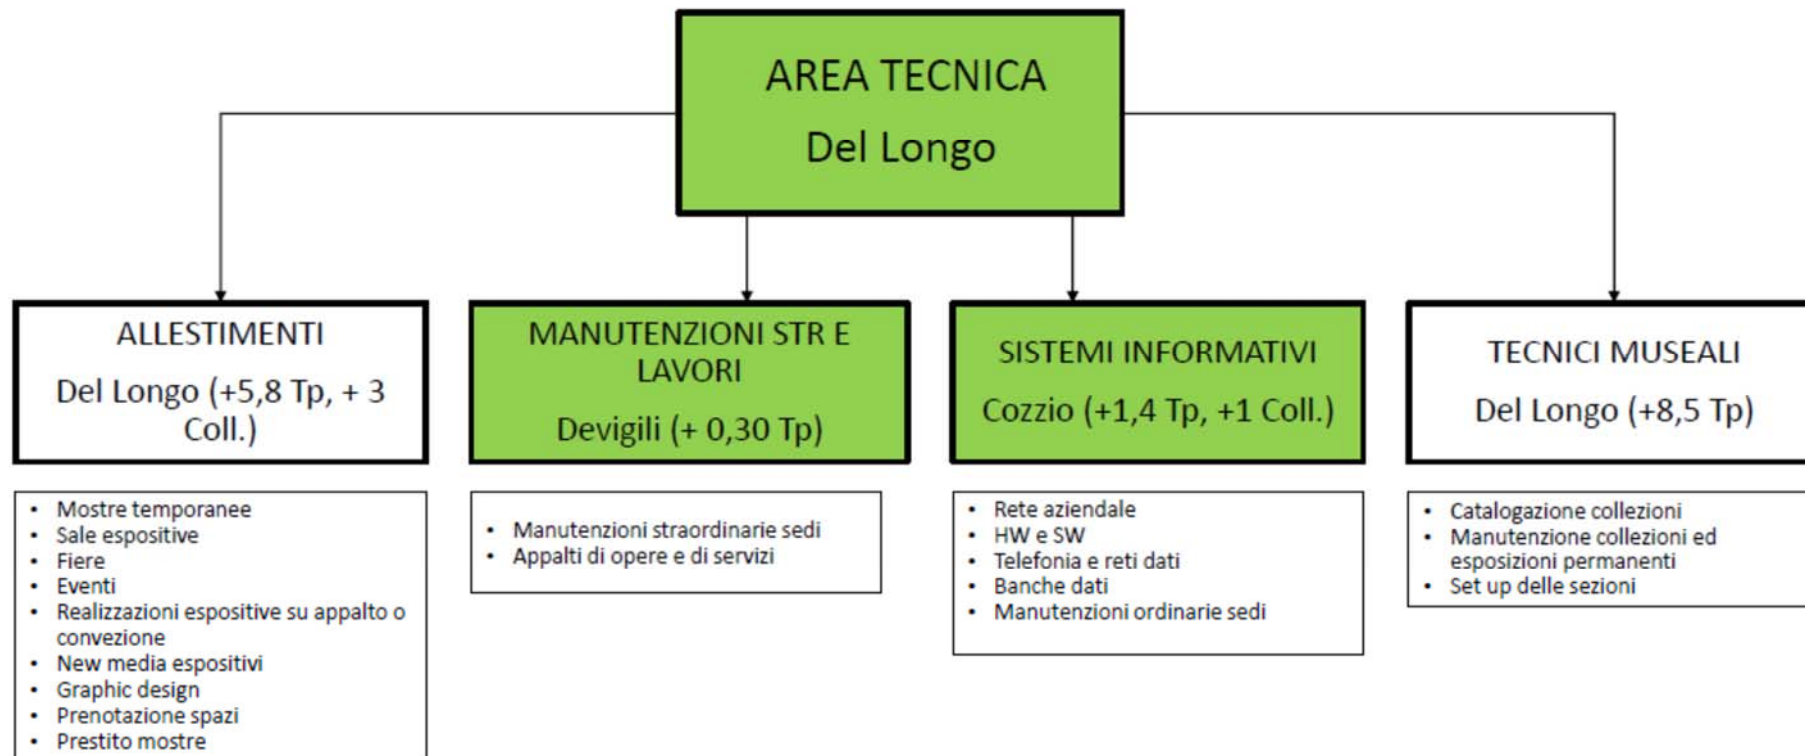 AREA TECNICA
Del Longo
ALLESTIMENTI
Del Longo (+5,8 Tp, + 3
Coll.)
MANUTENZIONI STR E
LAVORI
Devigili (+ 0,30 Tp)
SISTEMI INFORMATIVI
Cozzio (+1,4 Tp, +1 Coll.)
TECNICI MUSEALI
Del Longo (+8,5 Tp)
• Mostre temporanee
• Sale espositive
• Fiere
• Eventi
• Realizzazioni espositive su appalto o
convezione
• New media espositivi
• Graphic design
• Prenotazione spazi
• Prestito mostre
• Manutenzioni straordinarie sedi
• Appalti di opere e di servizi
• Rete aziendale
• HW e SW
• Telefonia e reti dati
• Banche dati
• Manutenzioni ordinarie sedi
• Catalogazione collezioni
• Manutenzione collezioni ed
esposizioni permanenti
• Set up delle sezioni